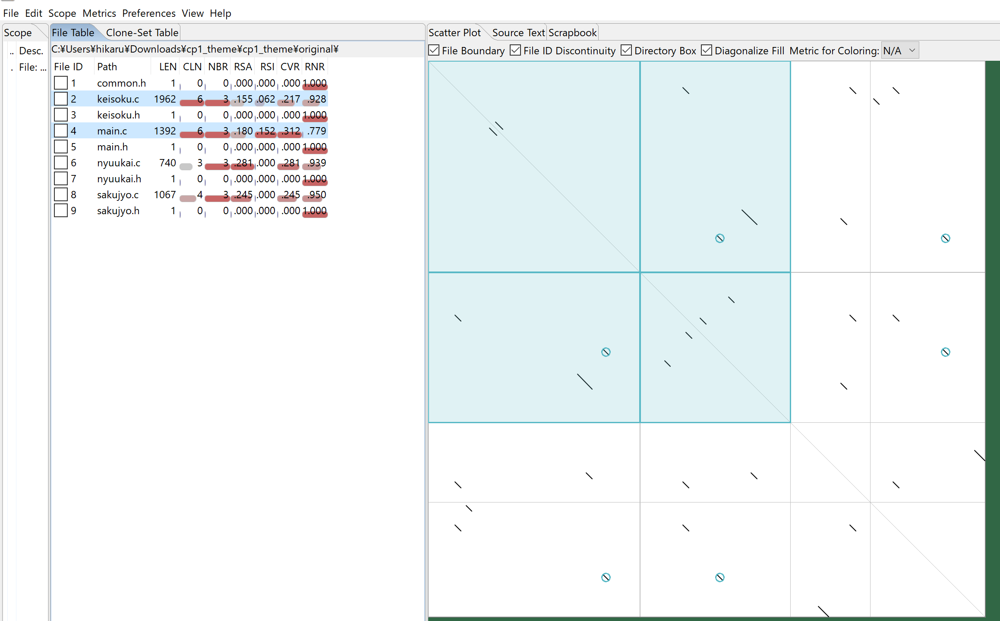 File Edit Scope Metrics Preferences View Help
Scope
.. Desc.
. File: ...
File Table Clone-Set Table
C:¥Users¥hikaru¥Downloads¥cp1_theme¥cp1_theme¥original¥
File ID Path LEN CLN NBR RSA RSI CVR RNR
1 common.h 1 0 0 .000 .000 .000 1.000
2 keisoku.c 1962 6 3 .155 .062 .217 .928
3 keisoku.h 1 0 0 .000 .000 .000 1.000
4 main.c 1392 6 3 .180 .152 .312 .779
5 main.h 1 0 0 .000 .000 .000 1.000
6 nyuukai.c 740 3 3 .281 .000 .281 .939
7 nyuukai.h 1 0 0 .000 .000 .000 1.000
8 sakujyo.c 1067 4 3 .245 .000 .245 .950
9 sakujyo.h 1 0 0 .000 .000 .000 1.000
Scatter Plot Source Text Scrapbook
File Boundary File ID Discontinuity Directory Box Diagonalize Fill Metric for Coloring: N/A